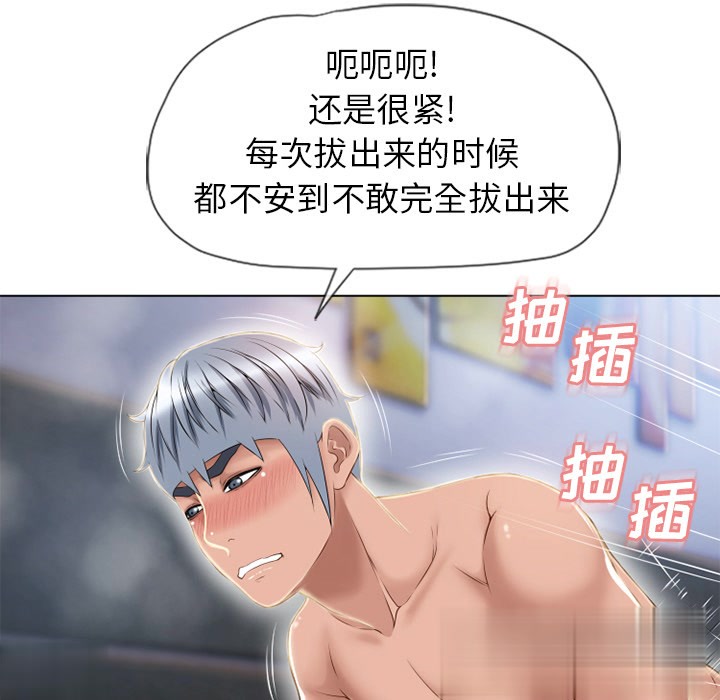 呃呃呃!
还是很紧!
每次拔出来的时候
都不安到不敢完全拔出来
抽
插
抽
插